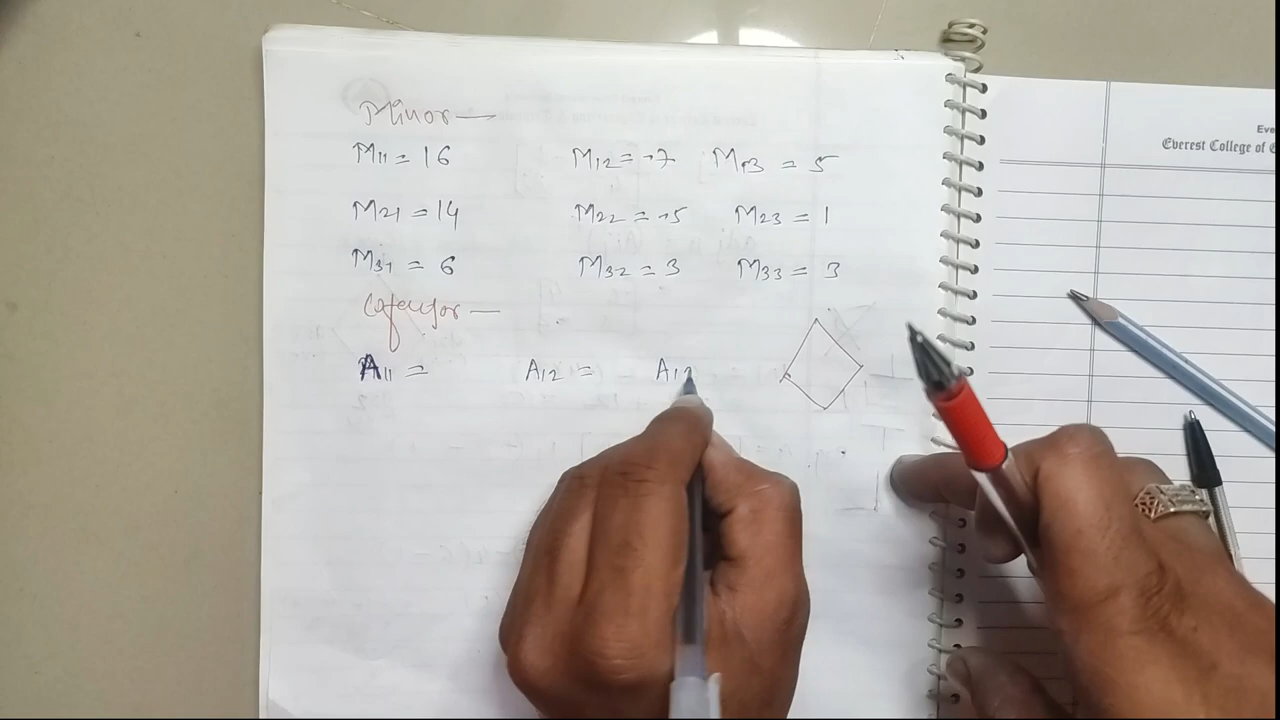 Minor —
M11 = 16 M12 = -7 M13 = 5
M21 = 14 M22 = -5 M23 = 1
M31 = 6 M32 = 3 M33 = 3
Cofactor —
A11 = A12 = A13
Everest College of